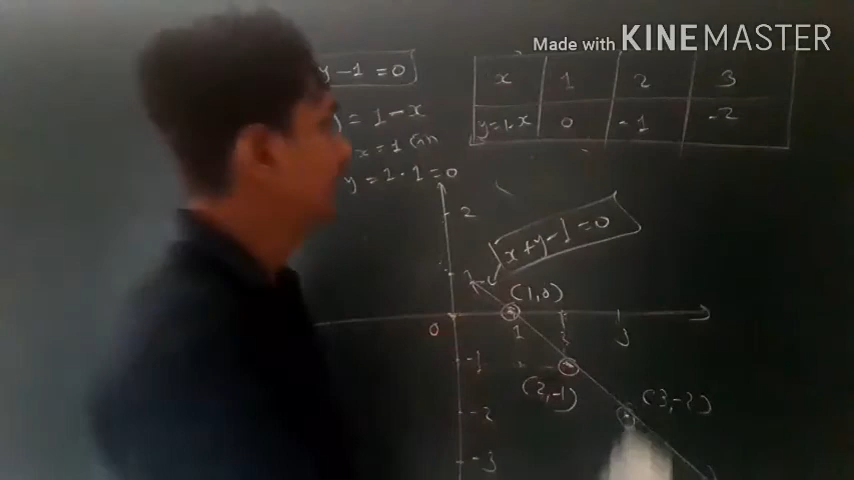 Made with KINEMASTER
y - 1 = 0
y = 1 - x
x = 1
y = 1 - 1 = 0
x 1 2 3
y = 1 - x 0 -1 -2
2
x + y - 1 = 0
1
(1,0)
0 1 2 3
-1
(2,-1)
(3,-2)
-2
-3